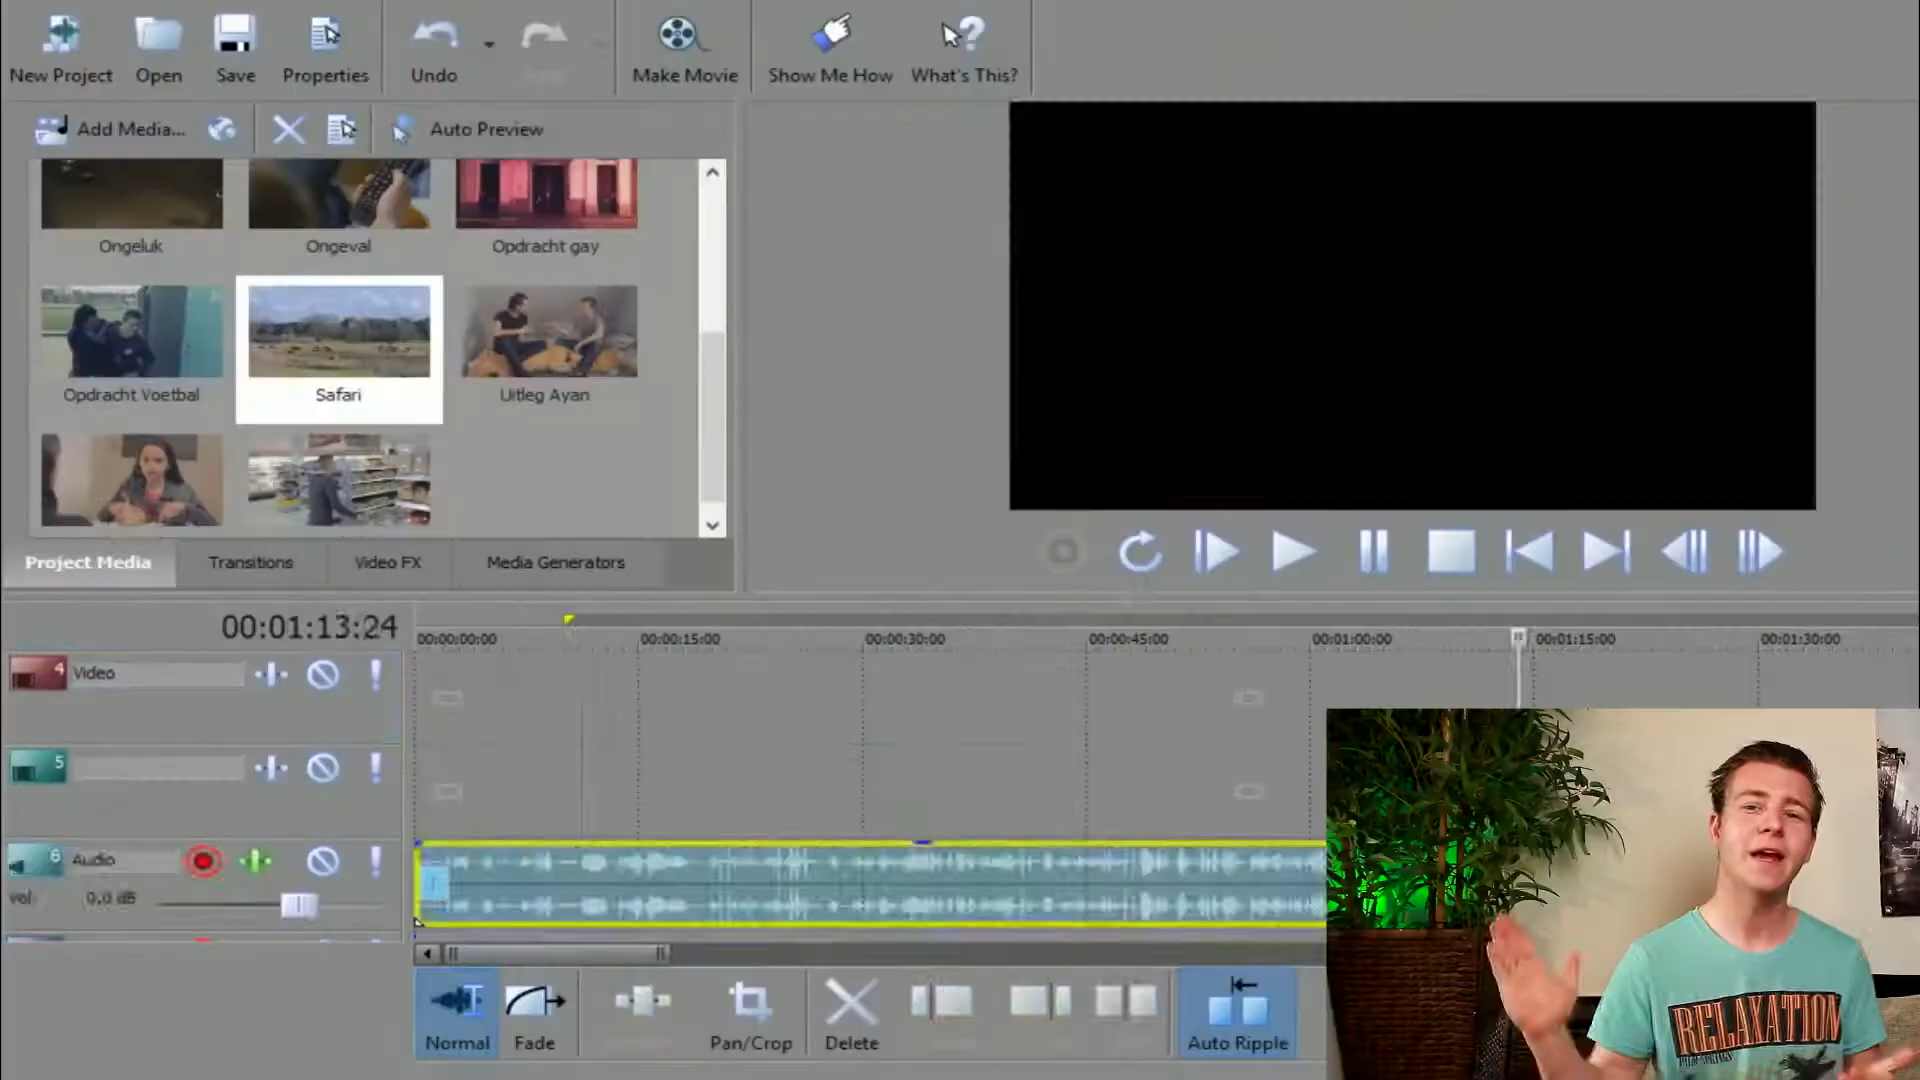 New Project Open Save Properties Undo Make Movie Show Me How What's This?
Add Media... Auto Preview
Ongeluk Ongeval Opdracht gay
Opdracht Voetbal Safari Uitleg Ayan
Project Media Transitions Video FX Media Generators
00:01:13:24
00:00:00:00 00:00:15:00 00:00:30:00 00:00:45:00 00:01:00:00 00:01:15:00 00:01:30:00
4 Video
5
6 Audio
vol: 0,0 dB
Normal Fade Pan/Crop Delete Auto Ripple
RELAXATION
PALM SPRINGS